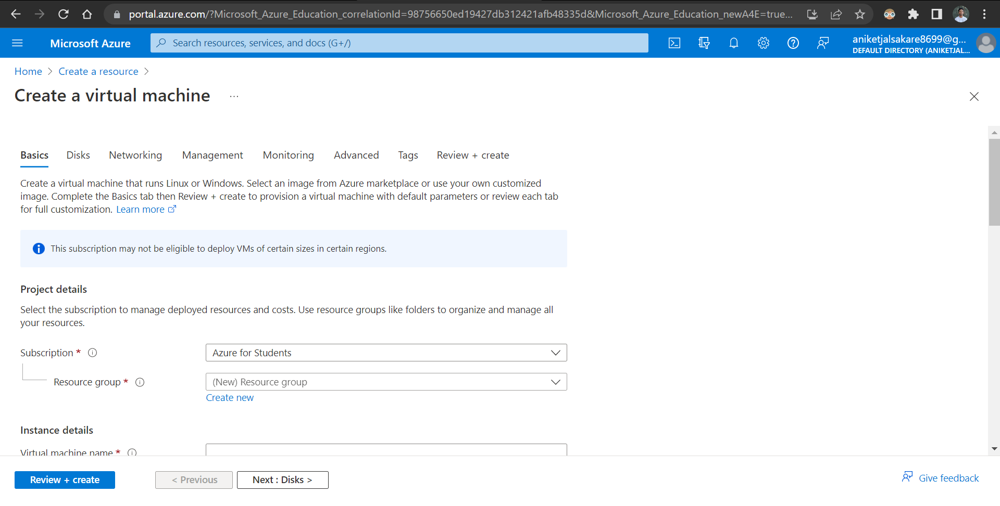 portal.azure.com/?Microsoft_Azure_Education_correlationId=98756650ed19427db312421afb48335d&Microsoft_Azure_Education_newA4E=true...
Microsoft Azure
Search resources, services, and docs (G+/)
aniketjalsakare8699@g...
DEFAULT DIRECTORY (ANIKETJAL...
Home > Create a resource >
Create a virtual machine ...
Basics Disks Networking Management Monitoring Advanced Tags Review + create
Create a virtual machine that runs Linux or Windows. Select an image from Azure marketplace or use your own customized
image. Complete the Basics tab then Review + create to provision a virtual machine with default parameters or review each tab
for full customization. Learn more
This subscription may not be eligible to deploy VMs of certain sizes in certain regions.
Project details
Select the subscription to manage deployed resources and costs. Use resource groups like folders to organize and manage all
your resources.
Subscription * Azure for Students
Resource group * (New) Resource group
Create new
Instance details
Virtual machine name *
Review + create < Previous Next : Disks > Give feedback